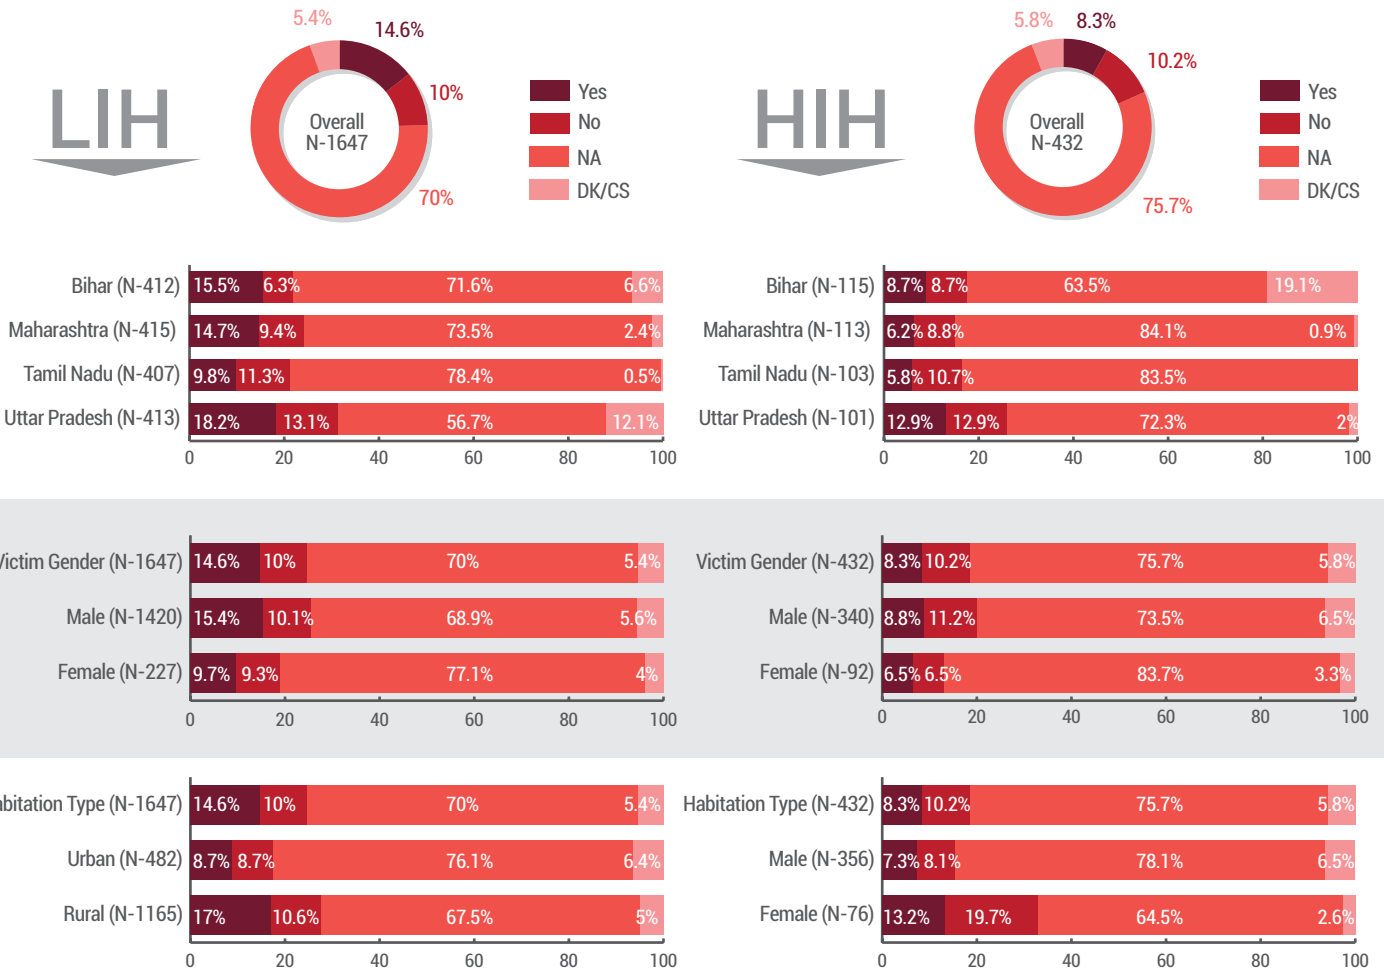 LIH
5.4%
14.6%
10%
70%
Overall
N-1647
Yes
No
NA
DK/CS
HIH
5.8%
8.3%
10.2%
75.7%
Overall
N-432
Yes
No
NA
DK/CS
Bihar (N-412) 15.5% 6.3% 71.6% 6.6%
Maharashtra (N-415) 14.7% 9.4% 73.5% 2.4%
Tamil Nadu (N-407) 9.8% 11.3% 78.4% 0.5%
Uttar Pradesh (N-413) 18.2% 13.1% 56.7% 12.1%
0 20 40 60 80 100
Bihar (N-115) 8.7% 8.7% 63.5% 19.1%
Maharashtra (N-113) 6.2% 8.8% 84.1% 0.9%
Tamil Nadu (N-103) 5.8% 10.7% 83.5%
Uttar Pradesh (N-101) 12.9% 12.9% 72.3% 2%
0 20 40 60 80 100
Victim Gender (N-1647) 14.6% 10% 70% 5.4%
Male (N-1420) 15.4% 10.1% 68.9% 5.6%
Female (N-227) 9.7% 9.3% 77.1% 4%
0 20 40 60 80 100
Victim Gender (N-432) 8.3% 10.2% 75.7% 5.8%
Male (N-340) 8.8% 11.2% 73.5% 6.5%
Female (N-92) 6.5% 6.5% 83.7% 3.3%
0 20 40 60 80 100
abitation Type (N-1647) 14.6% 10% 70% 5.4%
Urban (N-482) 8.7% 8.7% 76.1% 6.4%
Rural (N-1165) 17% 10.6% 67.5% 5%
0 20 40 60 80 100
Habitation Type (N-432) 8.3% 10.2% 75.7% 5.8%
Male (N-356) 7.3% 8.1% 78.1% 6.5%
Female (N-76) 13.2% 19.7% 64.5% 2.6%
0 20 40 60 80 100